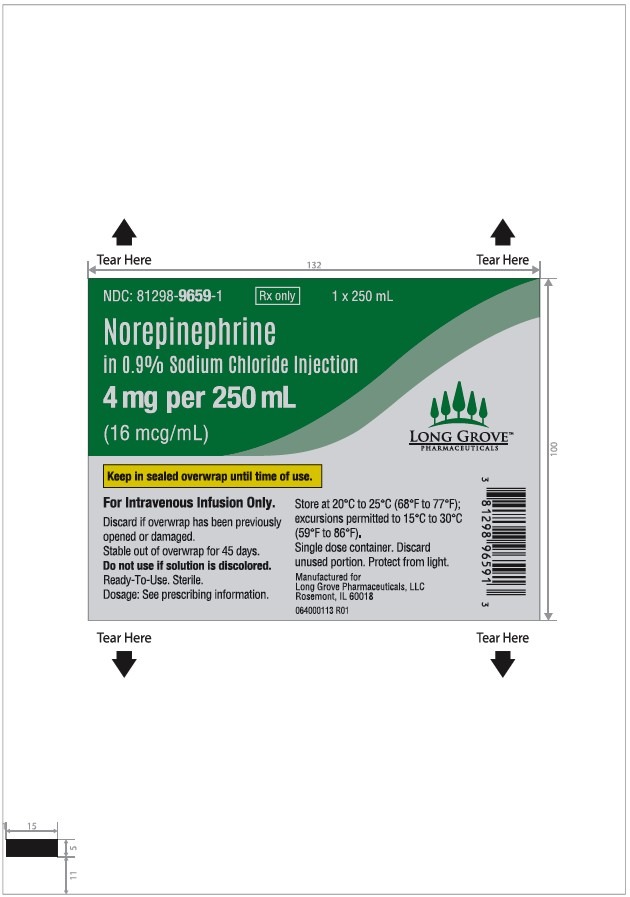 Tear Here
Tear Here
132
NDC: 81298-9659-1
Rx only
1 x 250 mL
Norepinephrine
in 0.9% Sodium Chloride Injection
4 mg per 250 mL
(16 mcg/mL)
LONG GROVE™
PHARMACEUTICALS
100
Keep in sealed overwrap until time of use.
For Intravenous Infusion Only.
Discard if overwrap has been previously
opened or damaged.
Stable out of overwrap for 45 days.
Do not use if solution is discolored.
Ready-To-Use. Sterile.
Dosage: See prescribing information.
Store at 20°C to 25°C (68°F to 77°F);
excursions permitted to 15°C to 30°C
(59°F to 86°F).
Single dose container. Discard
unused portion. Protect from light.
Manufactured for
Long Grove Pharmaceuticals, LLC
Rosemont, IL 60018
064000113 R01
3 81298 96591 3
Tear Here
Tear Here
1
15
5
11